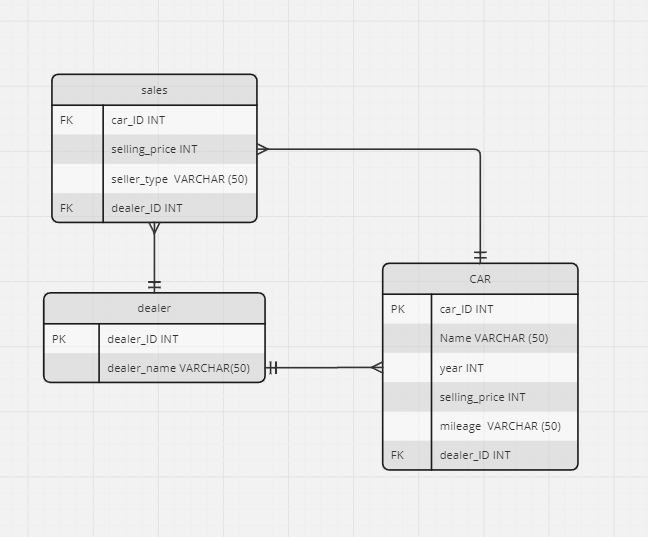 sales
FK car_ID INT
selling_price INT
seller_type VARCHAR (50)
FK dealer_ID INT
dealer
PK dealer_ID INT
dealer_name VARCHAR(50)
CAR
PK car_ID INT
Name VARCHAR (50)
year INT
selling_price INT
mileage VARCHAR (50)
FK dealer_ID INT